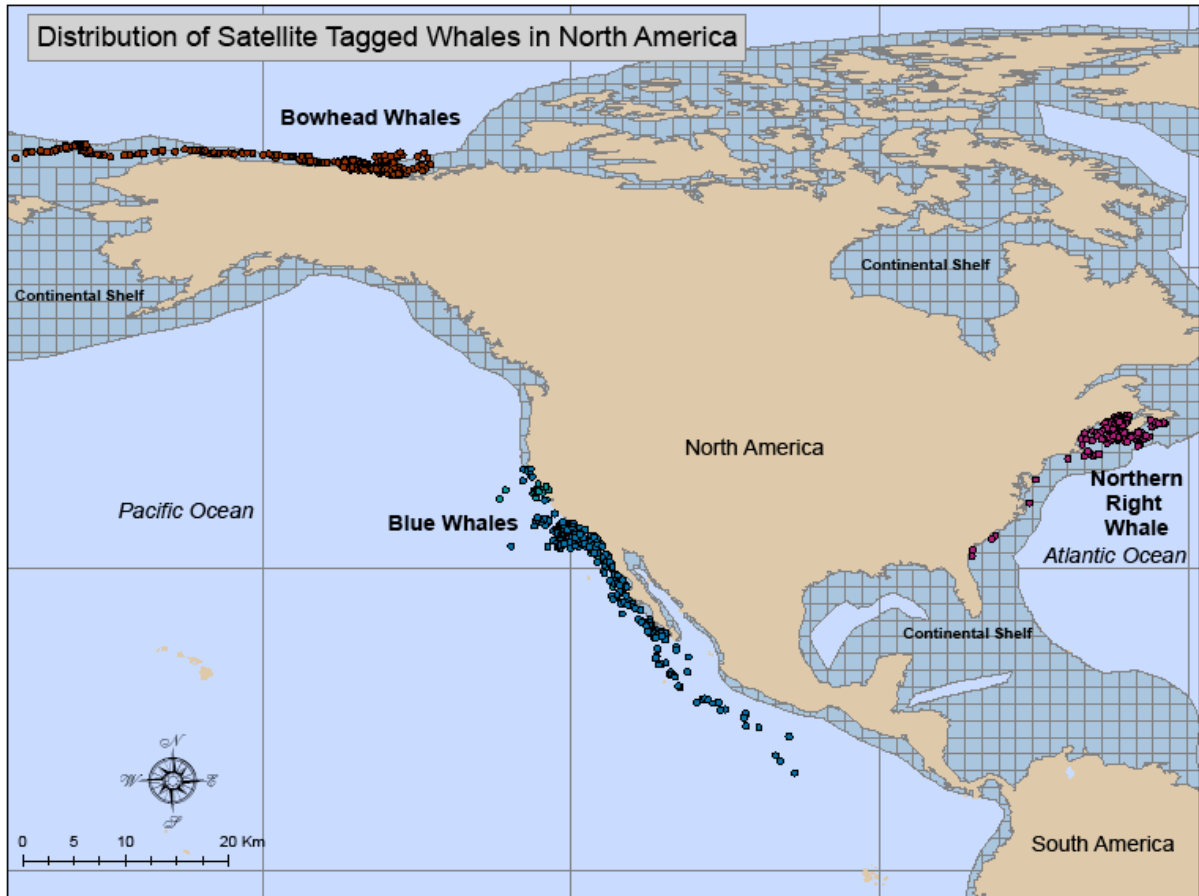 Distribution of Satellite Tagged Whales in North America
Bowhead Whales
Continental Shelf
Continental Shelf
North America
Pacific Ocean
Blue Whales
Northern
Right
Whale
Atlantic Ocean
Continental Shelf
N
W E
S
0 5 10 20 Km
South America